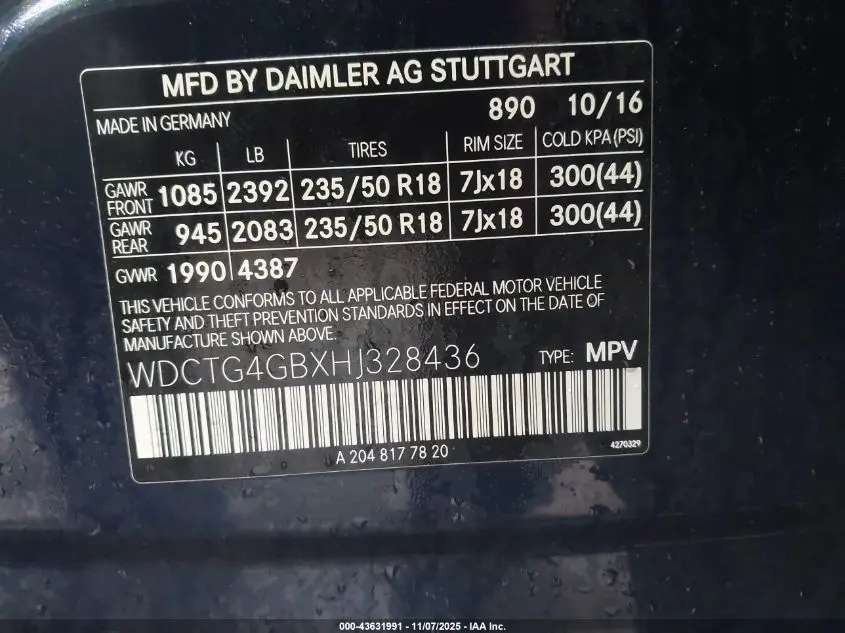 MFD BY DAIMLER AG STUTTGART
MADE IN GERMANY 890 10/16
KG LB TIRES RIM SIZE COLD KPA (PSI)
GAWR FRONT 1085 2392 235/50 R18 7Jx18 300(44)
GAWR REAR 945 2083 235/50 R18 7Jx18 300(44)
GVWR 1990 4387
THIS VEHICLE CONFORMS TO ALL APPLICABLE FEDERAL MOTOR VEHICLE
SAFETY AND THEFT PREVENTION STANDARDS IN EFFECT ON THE DATE OF
MANUFACTURE SHOWN ABOVE.
WDCTG4GBXHJ328436 TYPE: MPV
A 204 817 78 20 4270329
000-43631991 - 11/07/2025 - IAA Inc.